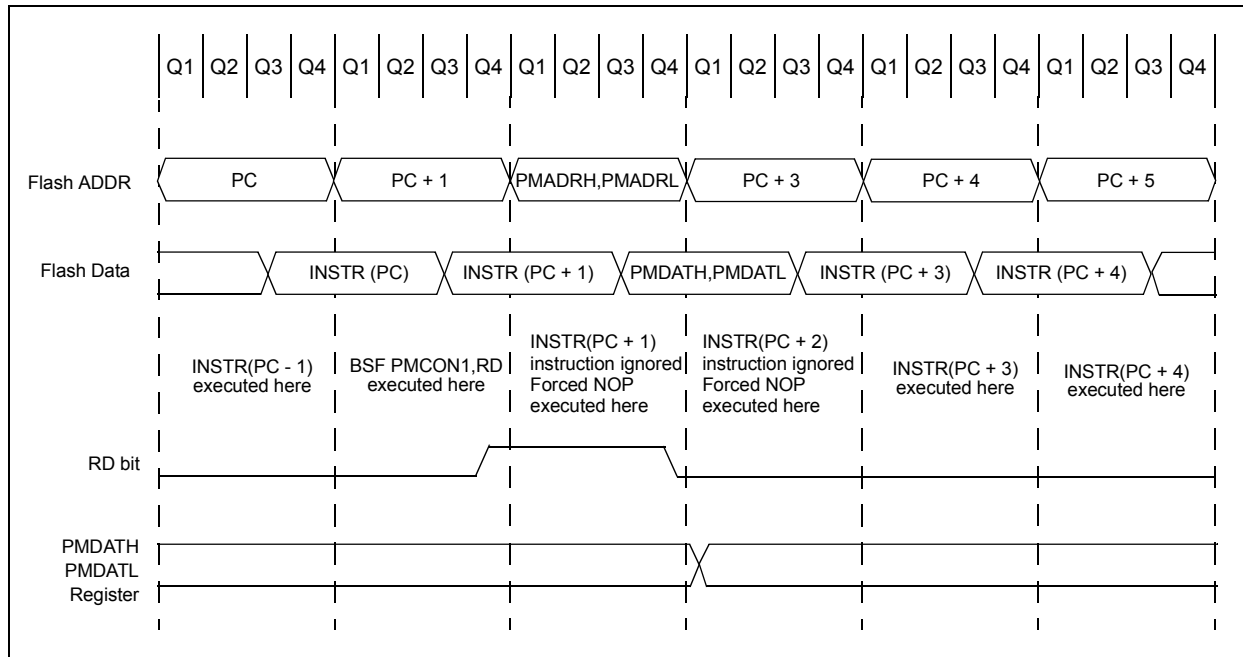 Q1 Q2 Q3 Q4 Q1 Q2 Q3 Q4 Q1 Q2 Q3 Q4 Q1 Q2 Q3 Q4 Q1 Q2 Q3 Q4 Q1 Q2 Q3 Q4
Flash ADDR PC PC + 1 PMADRH,PMADRL PC + 3 PC + 4 PC + 5
Flash Data INSTR (PC) INSTR (PC + 1) PMDATH,PMDATL INSTR (PC + 3) INSTR (PC + 4)
INSTR(PC - 1)
executed here
BSF PMCON1,RD
executed here
INSTR(PC + 1)
instruction ignored
Forced NOP
executed here
INSTR(PC + 2)
instruction ignored
Forced NOP
executed here
INSTR(PC + 3)
executed here
INSTR(PC + 4)
executed here
RD bit
PMDATH
PMDATL
Register